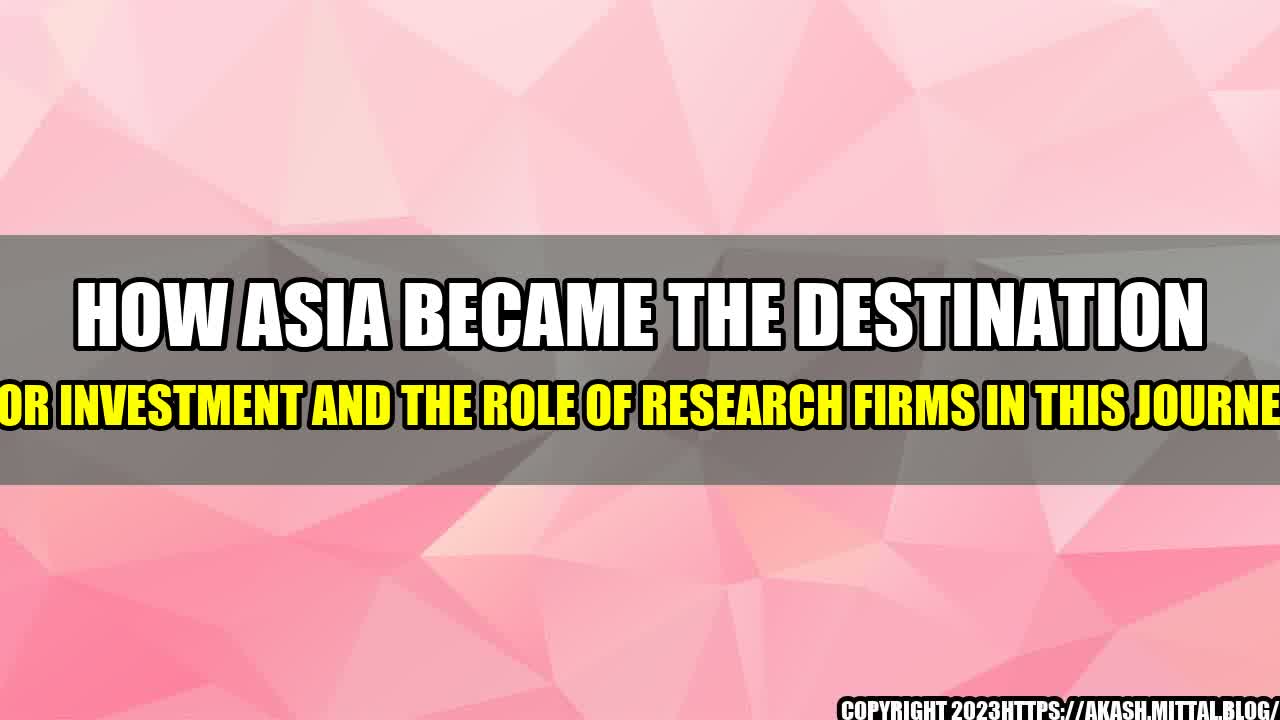 HOW ASIA BECAME THE DESTINATION
OR INVESTMENT AND THE ROLE OF RESEARCH FIRMS IN THIS JOURNE
COPYRIGHT 2023HTTPS://AKASH.MITTAL.BLOG/